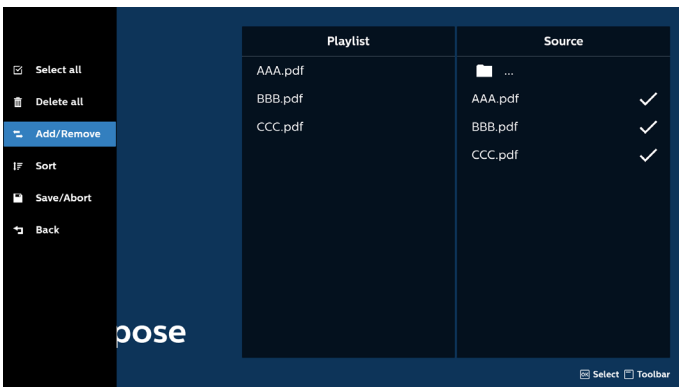 Select all
Delete all
Add/Remove
Sort
Save/Abort
Back
pose
Playlist
AAA.pdf
BBB.pdf
CCC.pdf
Source
...
AAA.pdf
BBB.pdf
CCC.pdf
OK Select Toolbar